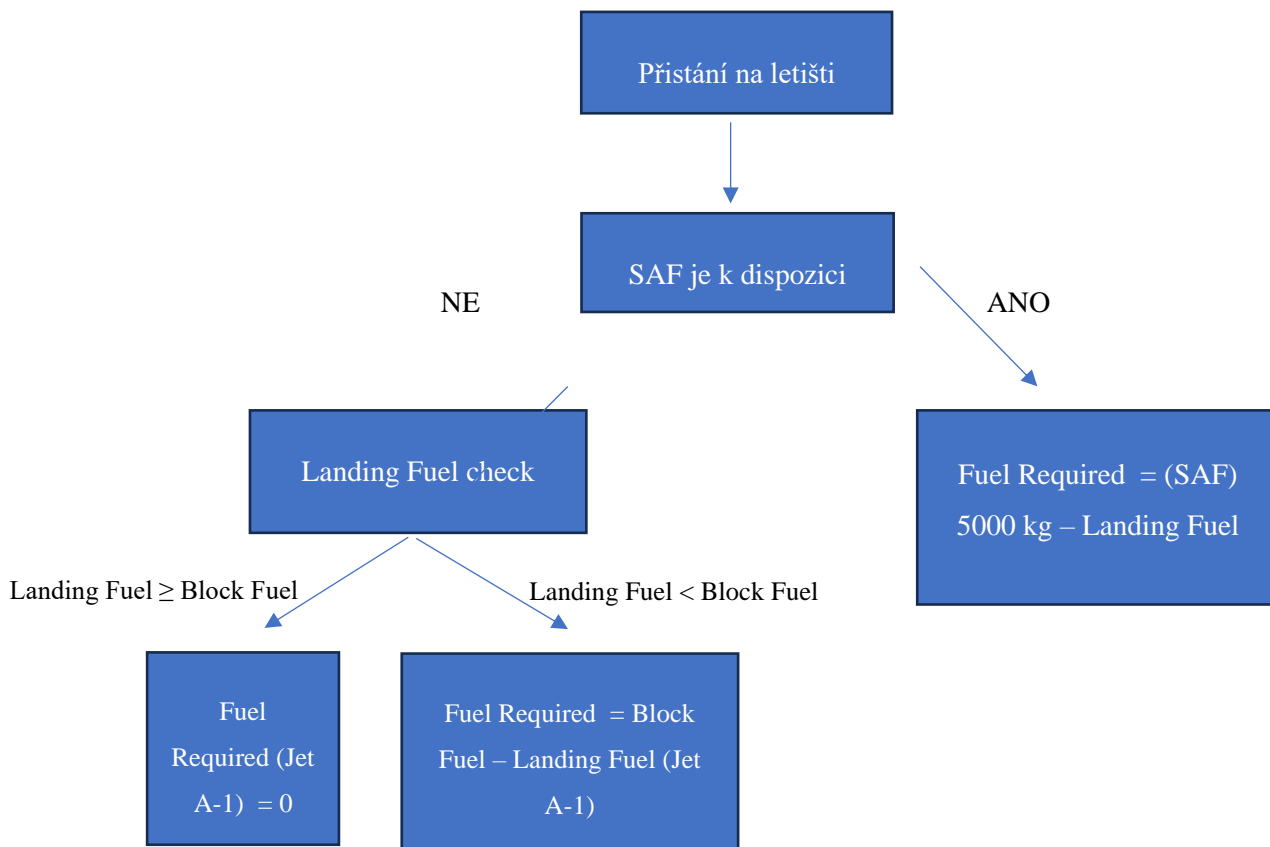 Přistání na letišti
SAF je k dispozici
NE
ANO
Landing Fuel check
Fuel Required = (SAF)
5000 kg – Landing Fuel
Landing Fuel ≥ Block Fuel
Landing Fuel < Block Fuel
Fuel
Required (Jet
A-1) = 0
Fuel Required = Block
Fuel – Landing Fuel (Jet
A-1)